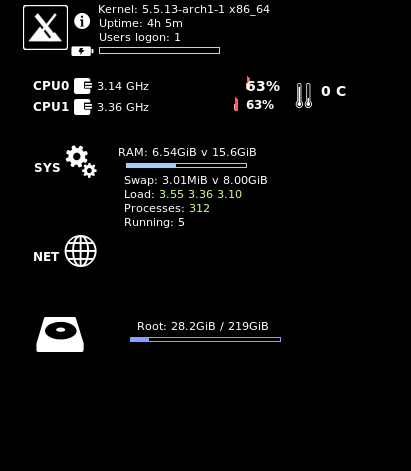 Kernel: 5.5.13-arch1-1 x86_64
Uptime: 4h 5m
Users logon: 1
CPU0 3.14 GHz 63% 0 C
CPU1 3.36 GHz 63%
RAM: 6.54GiB v 15.6GiB
SYS
Swap: 3.01MiB v 8.00GiB
Load: 3.55 3.36 3.10
Processes: 312
Running: 5
NET
Root: 28.2GiB / 219GiB